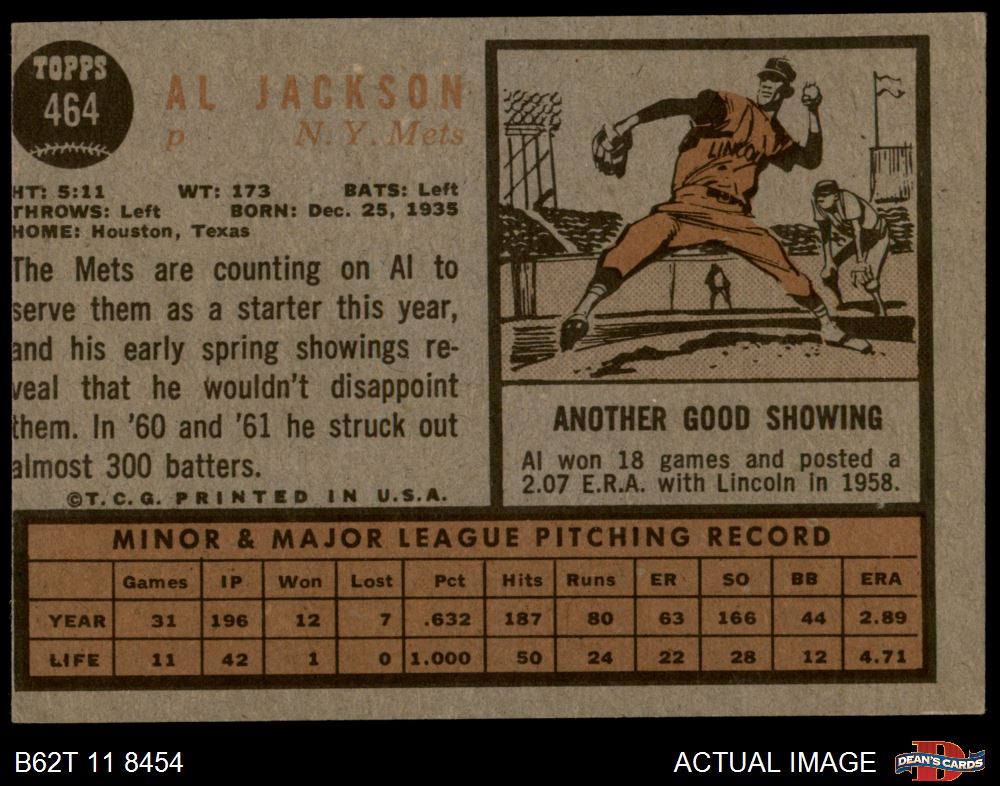 TOPPS
464
AL JACKSON
p N.Y. Mets
HT: 5:11 WT: 173 BATS: Left
THROWS: Left BORN: Dec. 25, 1935
HOME: Houston, Texas
The Mets are counting on Al to
serve them as a starter this year,
and his early spring showings re-
veal that he wouldn't disappoint
them. In '60 and '61 he struck out
almost 300 batters.
©T.C.G. PRINTED IN U.S.A.
LINCOLN
ANOTHER GOOD SHOWING
Al won 18 games and posted a
2.07 E.R.A. with Lincoln in 1958.
MINOR & MAJOR LEAGUE PITCHING RECORD
Games IP Won Lost Pct Hits Runs ER SO BB ERA
YEAR 31 196 12 7 .632 187 80 63 166 44 2.89
LIFE 11 42 1 0 1.000 50 24 22 28 12 4.71
B62T 11 8454
ACTUAL IMAGE
D
DEAN'S CARDS